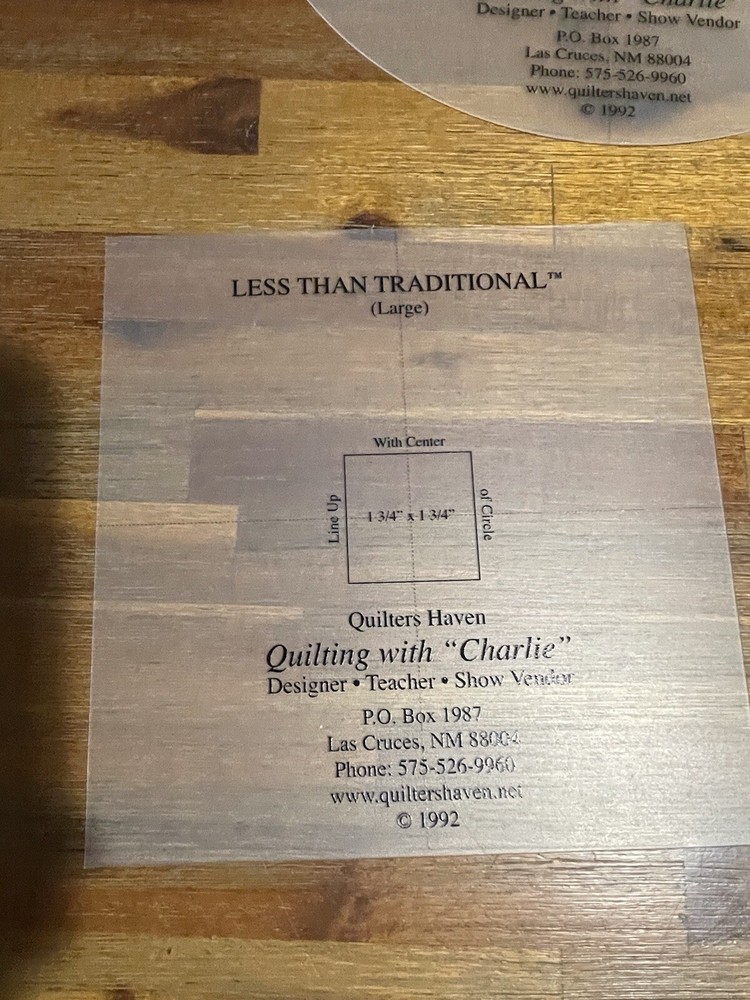 "Charlie"
Designer • Teacher • Show Vendor
P.O. Box 1987
Las Cruces, NM 88004
Phone: 575-526-9960
www.quiltershaven.net
© 1992
LESS THAN TRADITIONAL™
(Large)
With Center
Line Up
1 3/4" x 1 3/4"
of Circle
Quilters Haven
Quilting with "Charlie"
Designer • Teacher • Show Vendor
P.O. Box 1987
Las Cruces, NM 88004
Phone: 575-526-9960
www.quiltershaven.net
© 1992